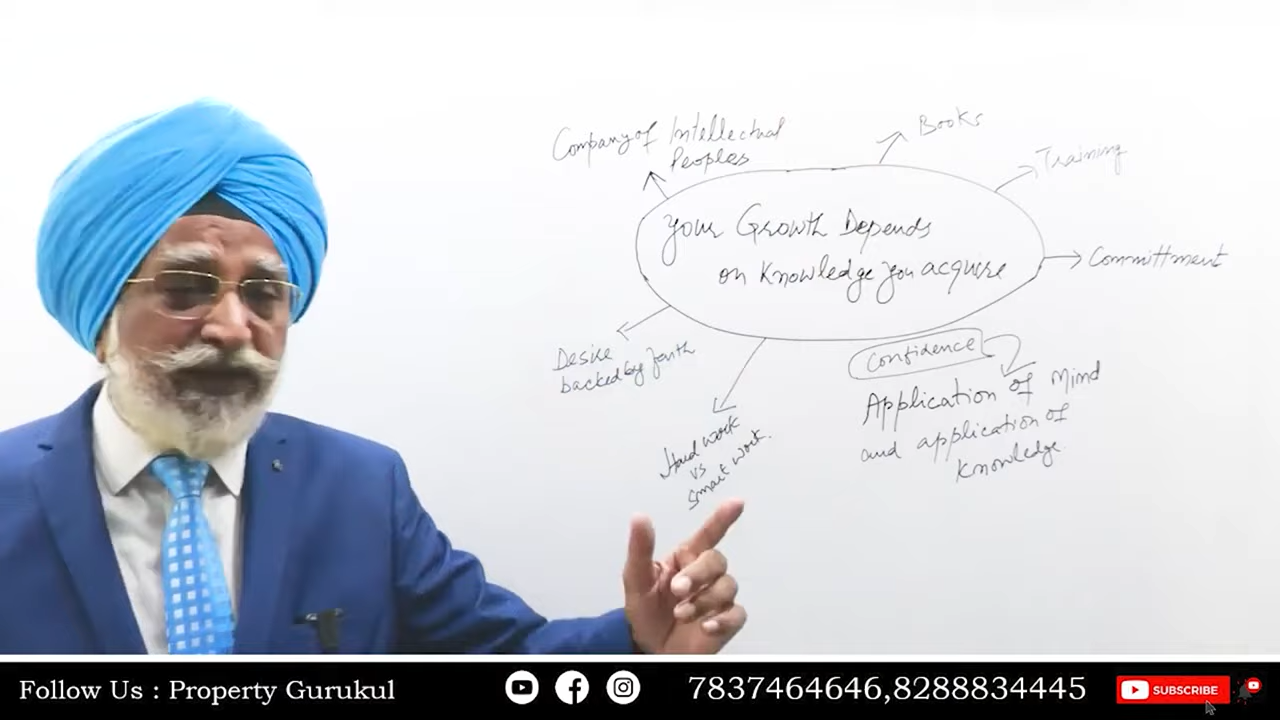 Company of Intellectual
Peoples
Books
Training
Your Growth Depends
on Knowledge you acquire
Committment
Desire
backed by faith
Hard work
vs
Smart work.
Confidence
Application of Mind
and application of
Knowledge.
Follow Us : Property Gurukul
7837464646,8288834445
SUBSCRIBE